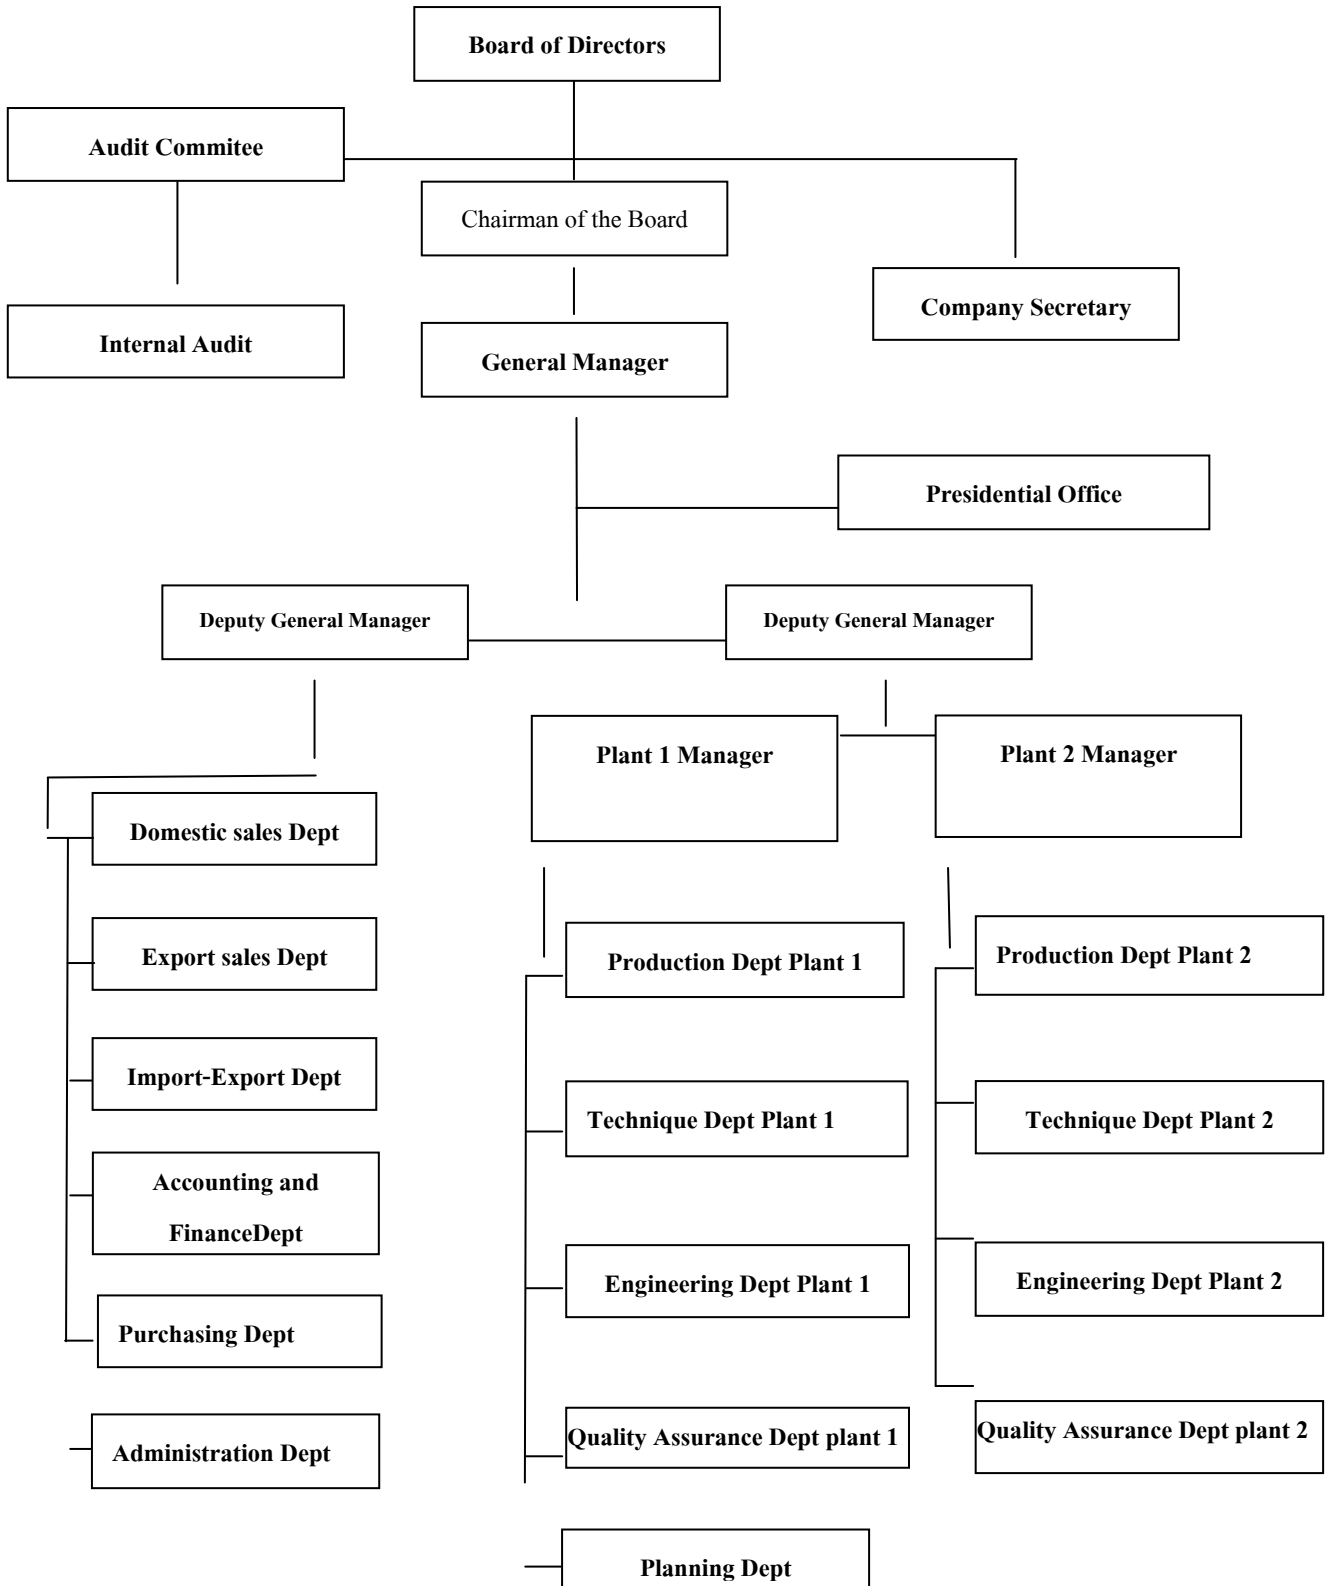 Board of Directors
Audit Commitee
Chairman of the Board
Company Secretary
Internal Audit
General Manager
Presidential Office
Deputy General Manager
Deputy General Manager
Plant 1 Manager
Plant 2 Manager
Domestic sales Dept
Export sales Dept
Import-Export Dept
Accounting and
FinanceDept
Purchasing Dept
Administration Dept
Production Dept Plant 1
Technique Dept Plant 1
Engineering Dept Plant 1
Quality Assurance Dept plant 1
Planning Dept
Production Dept Plant 2
Technique Dept Plant 2
Engineering Dept Plant 2
Quality Assurance Dept plant 2